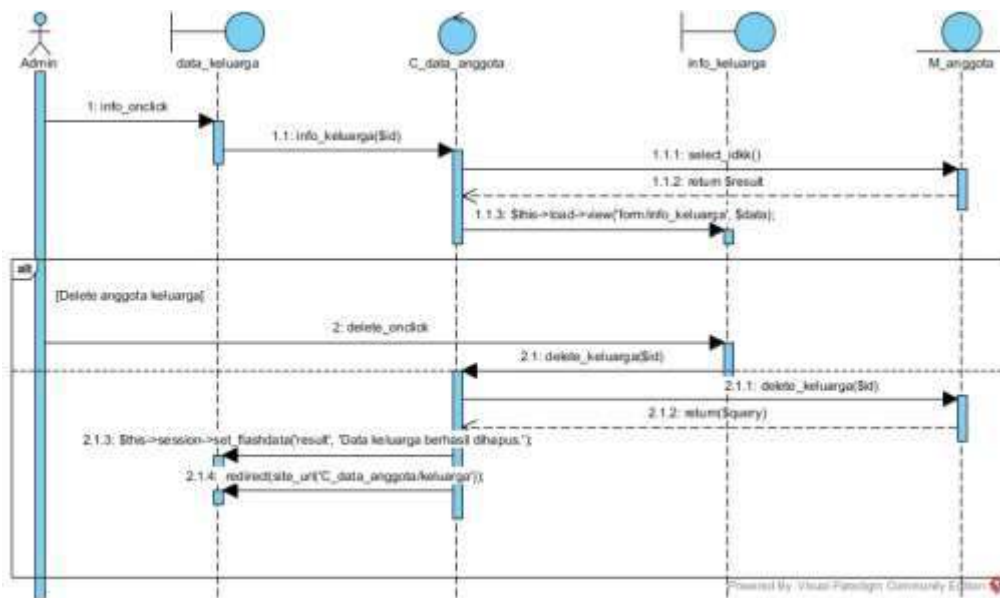 Admin
data_keluarga
C_data_anggota
info_keluarga
M_anggota
1: info_onclick
1.1: info_keluarga($id)
1.1.1: select_idkk()
1.1.2: return $result
1.1.3: $this->load->view('form/info_keluarga', $data);
alt
[Delete anggota keluarga]
2: delete_onclick
2.1: delete_keluarga($id)
2.1.1: delete_keluarga($id)
2.1.2: return($query)
2.1.3: $this->session->set_flashdata('result', 'Data keluarga berhasil dihapus.');
2.1.4: redirect(site_url('C_data_anggota/keluarga'));
Powered By Visual Paradigm Community Edition